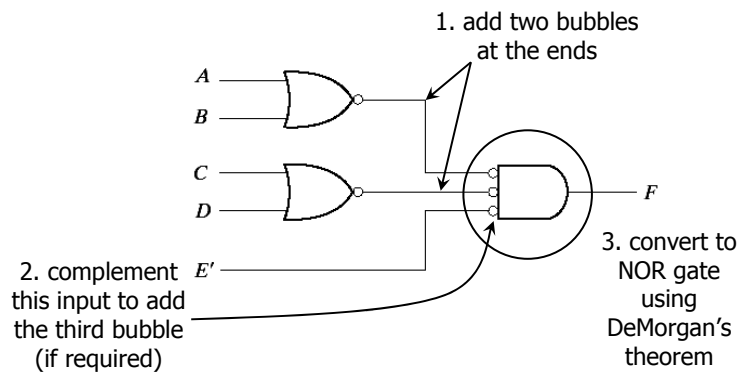 1. add two bubbles
at the ends
A
B
C
D
E′
F
2. complement
this input to add
the third bubble
(if required)
3. convert to
NOR gate
using
DeMorgan's
theorem